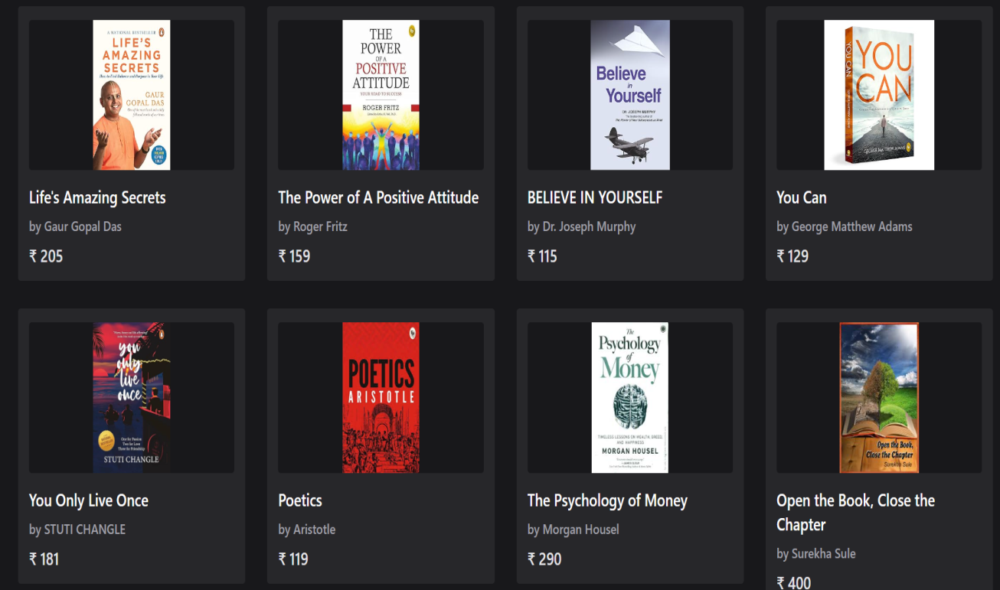 A NATIONAL BESTSELLER
LIFE'S
AMAZING
SECRETS
How to Find Balance and Purpose in Your Life
GAUR
GOPAL DAS
THE
POWER
OF A
POSITIVE
ATTITUDE
YOUR ROAD TO SUCCESS
ROGER FRITZ
Believe
in
Yourself
DR. JOSEPH MURPHY
YOU
CAN
YOU CAN
GEORGE MATTHEW ADAMS
Life's Amazing Secrets
The Power of A Positive Attitude
BELIEVE IN YOURSELF
You Can
by Gaur Gopal Das
by Roger Fritz
by Dr. Joseph Murphy
by George Matthew Adams
₹ 205
₹ 159
₹ 115
₹ 129
you
only
live
once
One for Passion
Two for Love
Three for Friendship
STUTI CHANGLE
POETICS
ARISTOTLE
The
Psychology
of
Money
TIMELESS LESSONS ON WEALTH, GREED,
AND HAPPINESS
MORGAN HOUSEL
Open the Book,
Close the Chapter
Surekha Sule
You Only Live Once
Poetics
The Psychology of Money
Open the Book, Close the
Chapter
by STUTI CHANGLE
by Aristotle
by Morgan Housel
by Surekha Sule
₹ 181
₹ 119
₹ 290
₹ 400